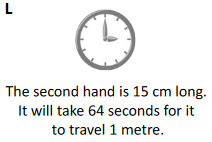 L
The second hand is 15 cm long.
It will take 64 seconds for it
to travel 1 metre.